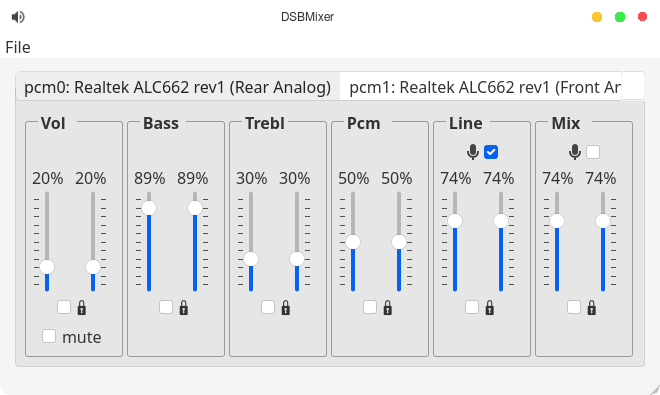 DSBMixer
File
pcm0: Realtek ALC662 rev1 (Rear Analog) pcm1: Realtek ALC662 rev1 (Front An
Vol Bass Trebl Pcm Line Mix
20% 20% 89% 89% 30% 30% 50% 50% 74% 74% 74% 74%
mute